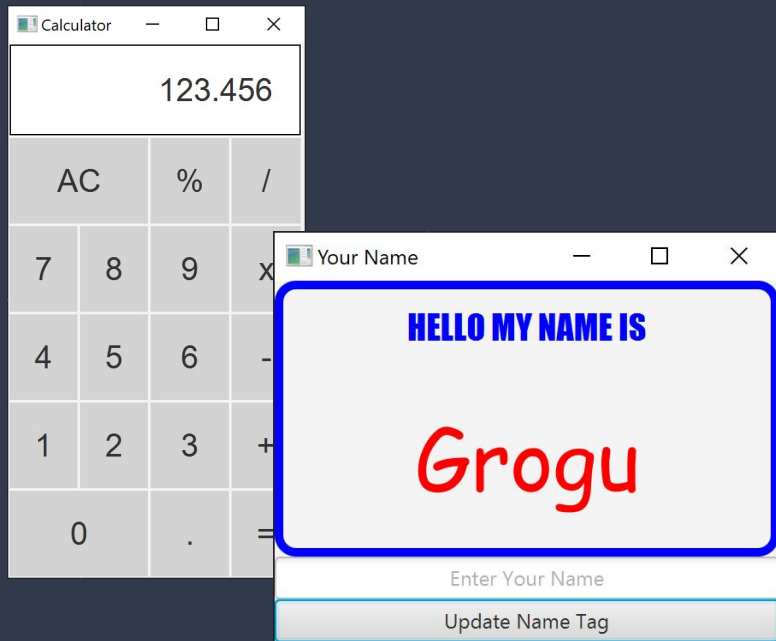 Calculator
123.456
AC % /
7 8 9 x
4 5 6 -
1 2 3 +
0 . =
Your Name
HELLO MY NAME IS
Grogu
Enter Your Name
Update Name Tag